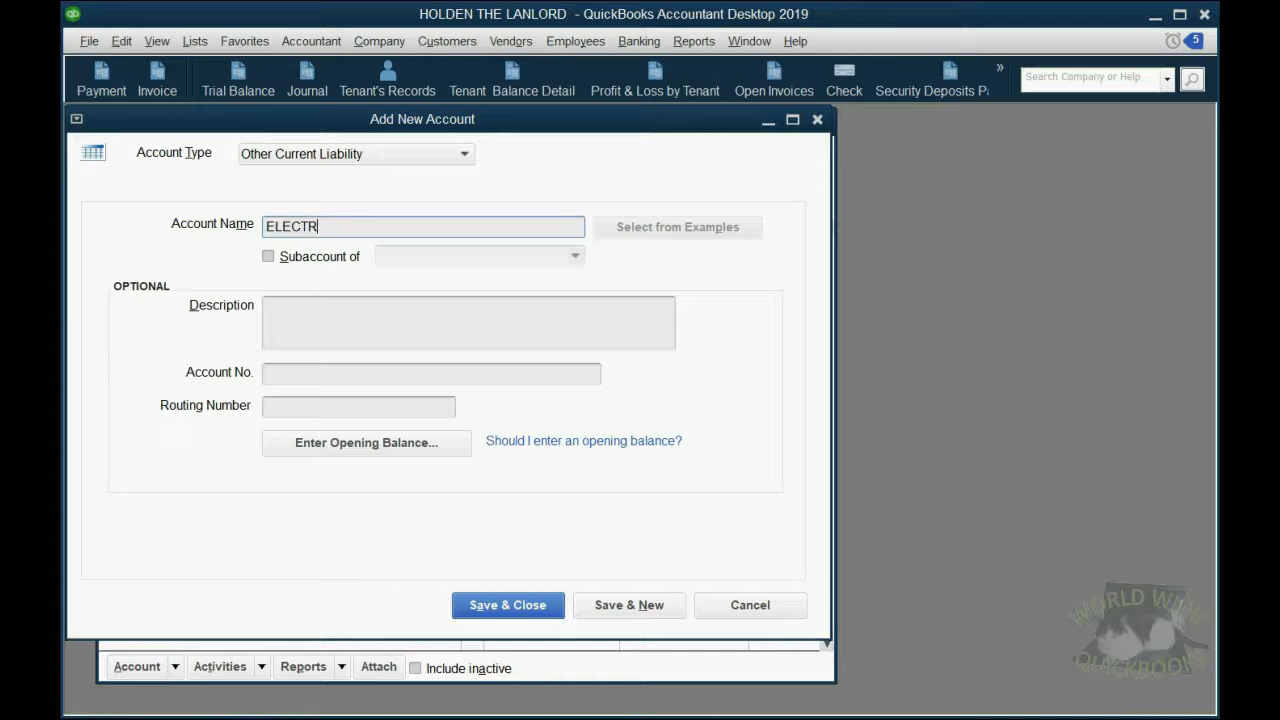 HOLDEN THE LANLORD - QuickBooks Accountant Desktop 2019
File Edit View Lists Favorites Accountant Company Customers Vendors Employees Banking Reports Window Help 5
Payment Invoice Trial Balance Journal Tenant's Records Tenant Balance Detail Profit & Loss by Tenant Open Invoices Check Security Deposits Pa » Search Company or Help
Add New Account
Account Type Other Current Liability
Account Name ELECTR Select from Examples
Subaccount of
OPTIONAL
Description
Account No.
Routing Number
Enter Opening Balance... Should I enter an opening balance?
Save & Close Save & New Cancel
Account Activities Reports Attach Include inactive
WORLD WIDE
QUICKBOOKS